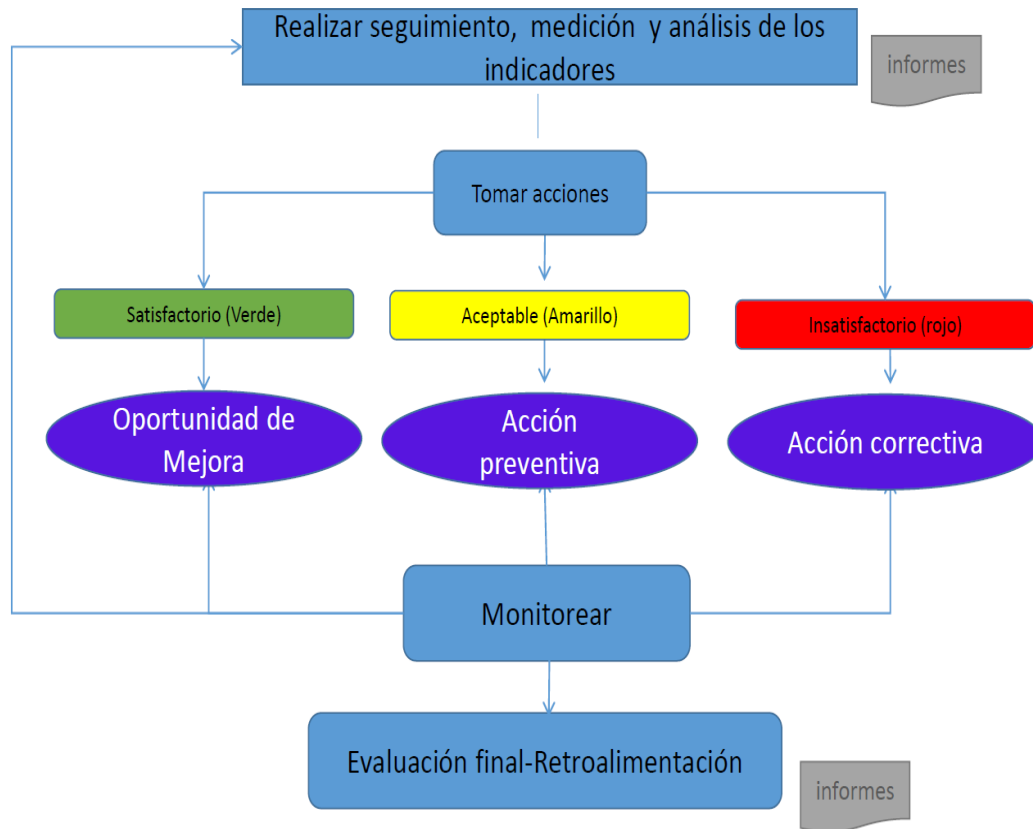 Realizar seguimiento, medición y análisis de los
indicadores
informes
Tomar acciones
Satisfactorio (Verde)
Aceptable (Amarillo)
Insatisfactorio (rojo)
Oportunidad de
Mejora
Acción
preventiva
Acción correctiva
Monitorear
Evaluación final-Retroalimentación
informes